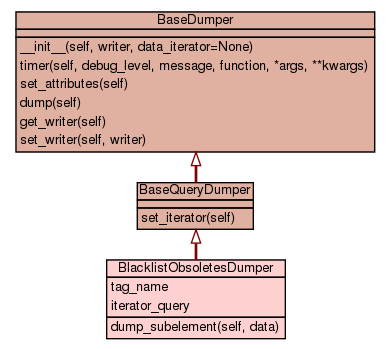 BaseDumper
__init__(self, writer, data_iterator=None)
timer(self, debug_level, message, function, *args, **kwargs)
set_attributes(self)
dump(self)
get_writer(self)
set_writer(self, writer)
BaseQueryDumper
set_iterator(self)
BlacklistObsoletesDumper
tag_name
iterator_query
dump_subelement(self, data)